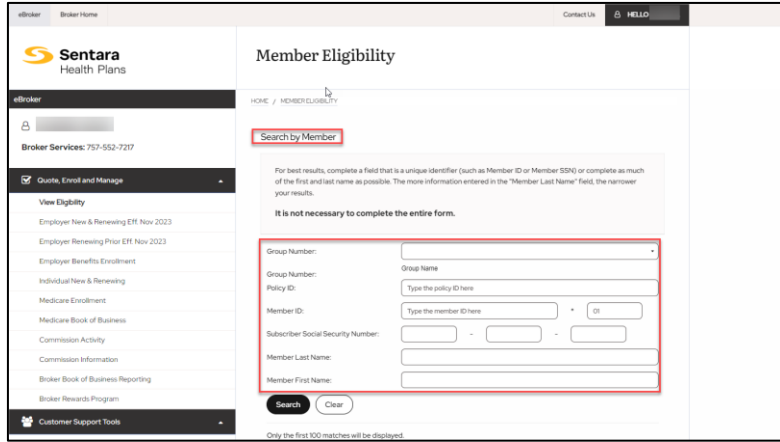 eBroker Broker Home Contact Us HELLO
Sentara
Health Plans
Member Eligibility
eBroker
HOME / MEMBER ELIGIBILITY
Broker Services: 757-552-7217
Search by Member
For best results, complete a field that is a unique identifier (such as Member ID or Member SSN) or complete as much
of the first and last name as possible. The more information entered in the "Member Last Name" field, the narrower
your results.
It is not necessary to complete the entire form.
Quote, Enroll and Manage
View Eligibility
Employer New & Renewing Eff. Nov 2023
Employer Renewing Prior Eff. Nov 2023
Employer Benefits Enrollment
Individual New & Renewing
Medicare Enrollment
Medicare Book of Business
Commission Activity
Commission Information
Broker Book of Business Reporting
Broker Rewards Program
Customer Support Tools
Group Number:
Group Number: Group Name
Policy ID: Type the policy ID here
Member ID: Type the member ID here * 01
Subscriber Social Security Number: - -
Member Last Name:
Member First Name:
Search Clear
Only the first 100 matches will be displayed.